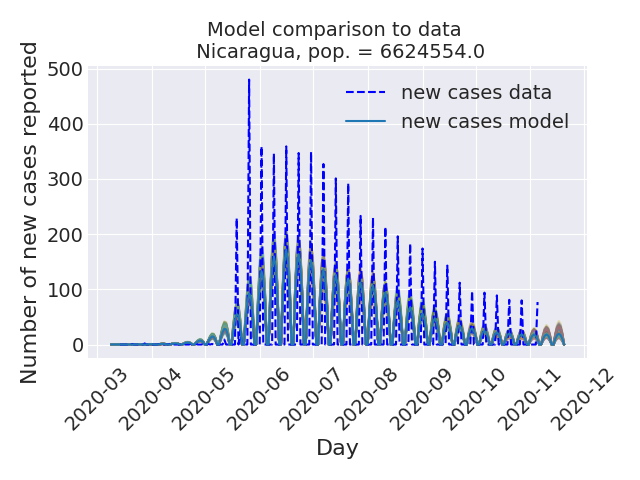 Model comparison to data
Nicaragua, pop. = 6624554.0
Number of new cases reported
500
400
300
200
100
0
new cases data
new cases model
2020-03
2020-04
2020-05
2020-06
2020-07
2020-08
2020-09
2020-10
2020-11
2020-12
Day